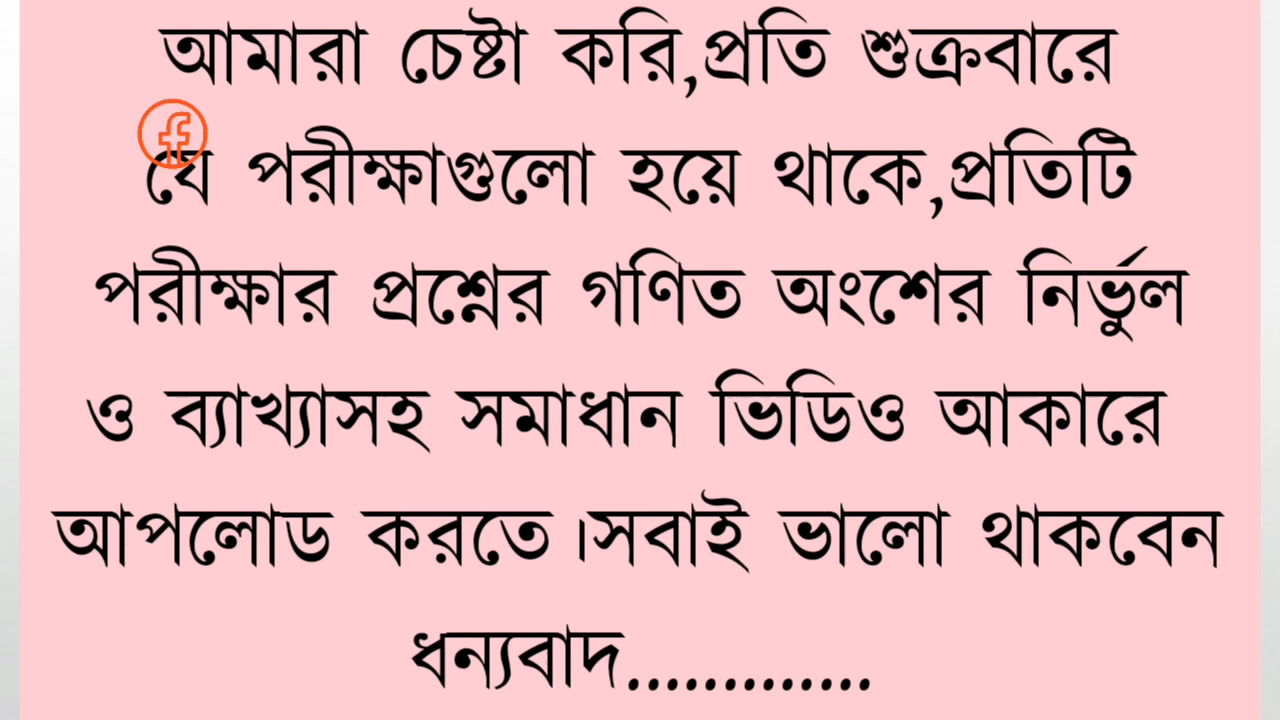 আমারা চেষ্টা করি,প্রতি শুক্রবারে
যে পরীক্ষাগুলো হয়ে থাকে,প্রতিটি
পরীক্ষার প্রশ্নের গণিত অংশের নির্ভুল
ও ব্যাখ্যাসহ সমাধান ভিডিও আকারে
আপলোড করতে।সবাই ভালো থাকবেন
ধন্যবাদ.............